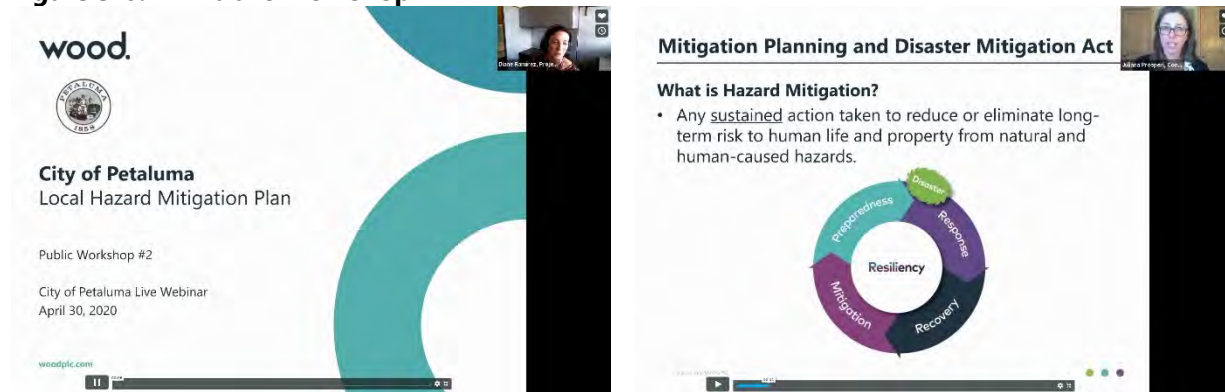 wood.
PETALUMA
1858
City of Petaluma
Local Hazard Mitigation Plan
Public Workshop #2
City of Petaluma Live Webinar
April 30, 2020
woodplc.com
Mitigation Planning and Disaster Mitigation Act
What is Hazard Mitigation?
• Any sustained action taken to reduce or eliminate long-
term risk to human life and property from natural and
human-caused hazards.
Disaster
Preparedness
Response
Resiliency
Mitigation
Recovery